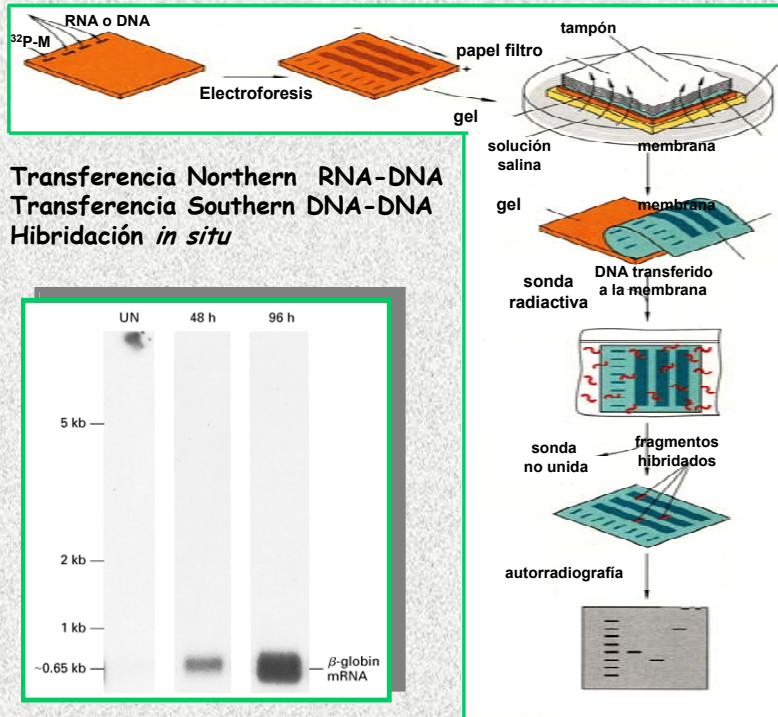 RNA o DNA
³²P-M
Electroforesis
+
papel filtro
gel
tampón
solución
salina
membrana
Transferencia Northern RNA-DNA
Transferencia Southern DNA-DNA
Hibridación in situ
gel
membrana
sonda
radiactiva
DNA transferido
a la membrana
sonda
no unida
fragmentos
hibridados
autorradiografía
UN 48 h 96 h
5 kb
2 kb
1 kb
~0.65 kb
β-globin
mRNA